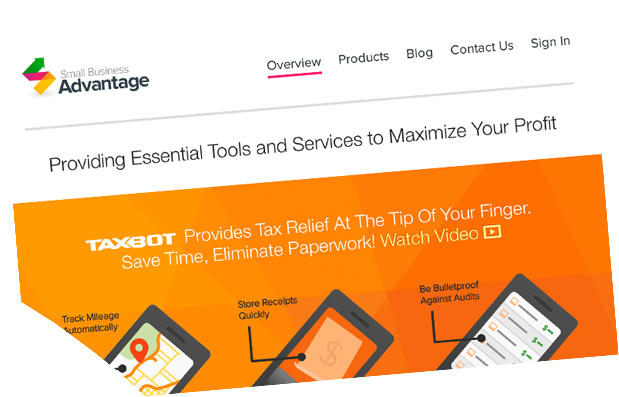 Small Business
Advantage
Overview Products Blog Contact Us Sign In
Providing Essential Tools and Services to Maximize Your Profit
TAXBOT Provides Tax Relief At The Tip Of Your Finger.
Save Time, Eliminate Paperwork! Watch Video
Track Mileage
Automatically
Store Receipts
Quickly
$
Be Bulletproof
Against Audits
$
$
$